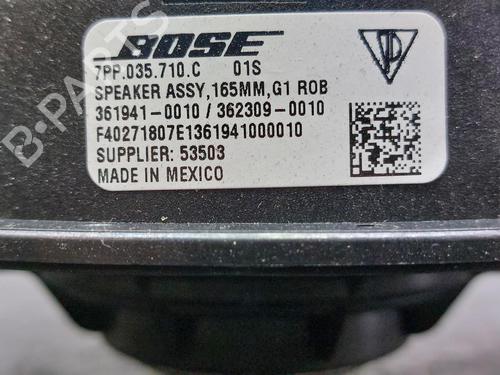 BOSE
7PP.035.710.C 01S
SPEAKER ASSY,165MM,G1 ROB
361941-0010 / 362309-0010
F40271807E1361941000010
SUPPLIER: 53503
MADE IN MEXICO